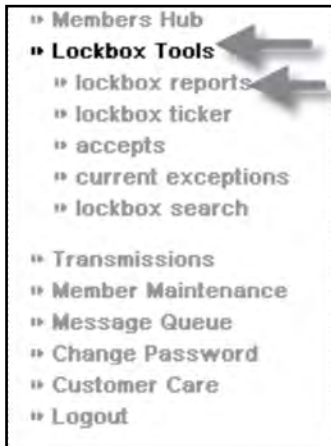 Members Hub
Lockbox Tools
lockbox reports
lockbox ticker
accepts
current exceptions
lockbox search
Transmissions
Member Maintenance
Message Queue
Change Password
Customer Care
Logout